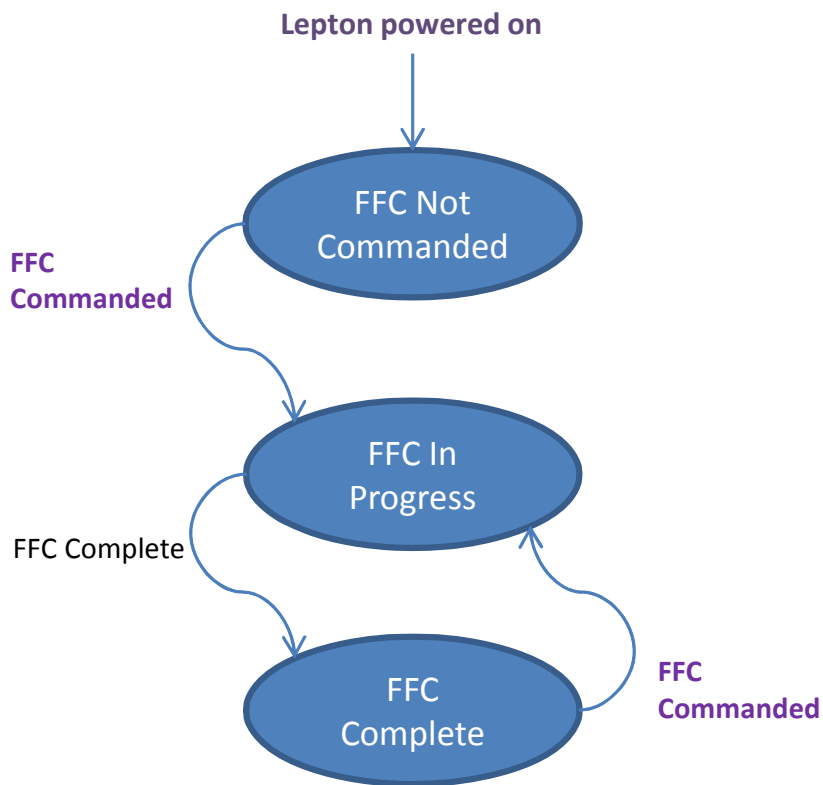 Lepton powered on
FFC Not
Commanded
FFC
Commanded
FFC In
Progress
FFC Complete
FFC
Complete
FFC
Commanded